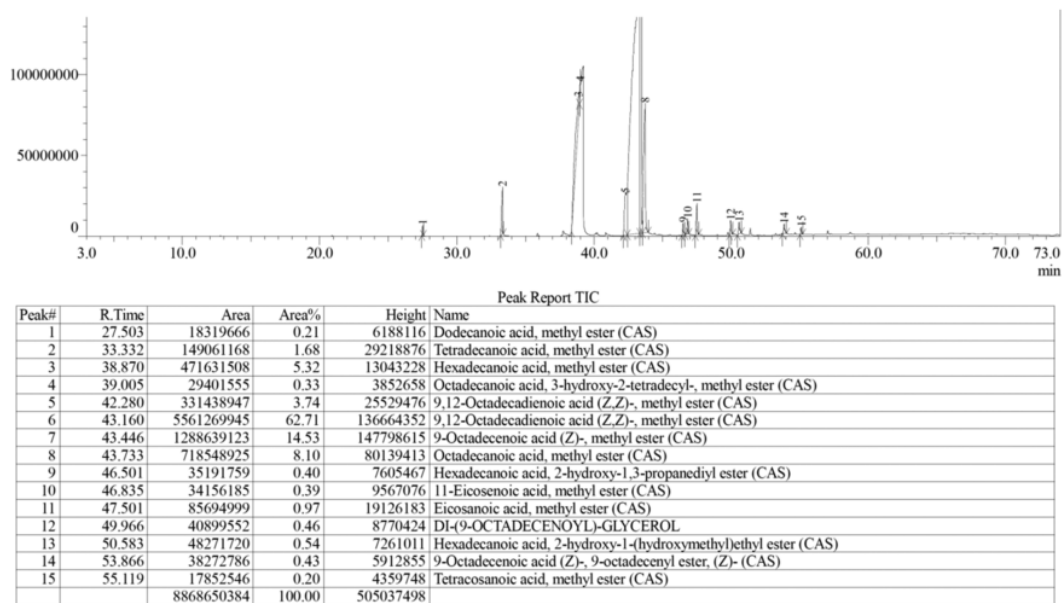 100000000
50000000
0
3.0 10.0 20.0 30.0 40.0 50.0 60.0 70.0 73.0
min
1 2 3 4 5 8 9 10 11 12 13 14 15
Peak Report TIC
Peak# R.Time Area Area% Height Name
1 27.503 18319666 0.21 6188116 Dodecanoic acid, methyl ester (CAS)
2 33.332 149061168 1.68 29218876 Tetradecanoic acid, methyl ester (CAS)
3 38.870 471631508 5.32 13043228 Hexadecanoic acid, methyl ester (CAS)
4 39.005 29401555 0.33 3852658 Octadecanoic acid, 3-hydroxy-2-tetradecyl-, methyl ester (CAS)
5 42.280 331438947 3.74 25529476 9,12-Octadecadienoic acid (Z,Z)-, methyl ester (CAS)
6 43.160 5561269945 62.71 136664352 9,12-Octadecadienoic acid (Z,Z)-, methyl ester (CAS)
7 43.446 1288639123 14.53 147798615 9-Octadecenoic acid (Z)-, methyl ester (CAS)
8 43.733 718548925 8.10 80139413 Octadecanoic acid, methyl ester (CAS)
9 46.501 35191759 0.40 7605467 Hexadecanoic acid, 2-hydroxy-1,3-propanediyl ester (CAS)
10 46.835 34156185 0.39 9567076 11-Eicosenoic acid, methyl ester (CAS)
11 47.501 85694999 0.97 19126183 Eicosanoic acid, methyl ester (CAS)
12 49.966 40899552 0.46 8770424 DI-(9-OCTADECENOYL)-GLYCEROL
13 50.583 48271720 0.54 7261011 Hexadecanoic acid, 2-hydroxy-1-(hydroxymethyl)ethyl ester (CAS)
14 53.866 38272786 0.43 5912855 9-Octadecenoic acid (Z)-, 9-octadecenyl ester, (Z)- (CAS)
15 55.119 17852546 0.20 4359748 Tetracosanoic acid, methyl ester (CAS)
8868650384 100.00 505037498